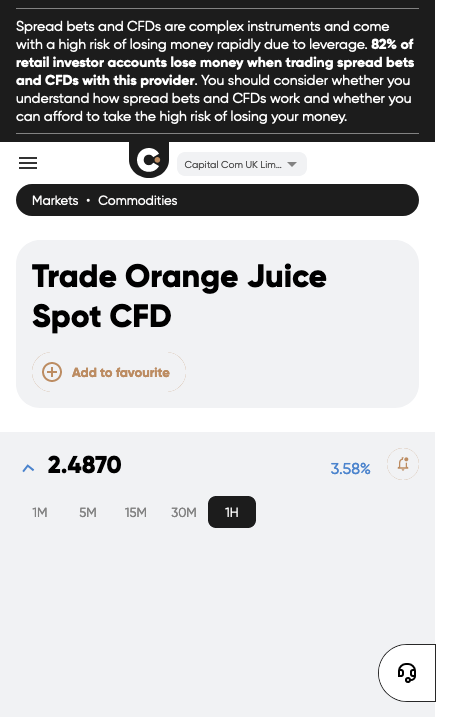 Spread bets and CFDs are complex instruments and come
with a high risk of losing money rapidly due to leverage. 82% of
retail investor accounts lose money when trading spread bets
and CFDs with this provider. You should consider whether you
understand how spread bets and CFDs work and whether you
can afford to take the high risk of losing your money.
Capital Com UK Lim...
Markets • Commodities
Trade Orange Juice
Spot CFD
Add to favourite
2.4870
3.58%
1M 5M 15M 30M 1H